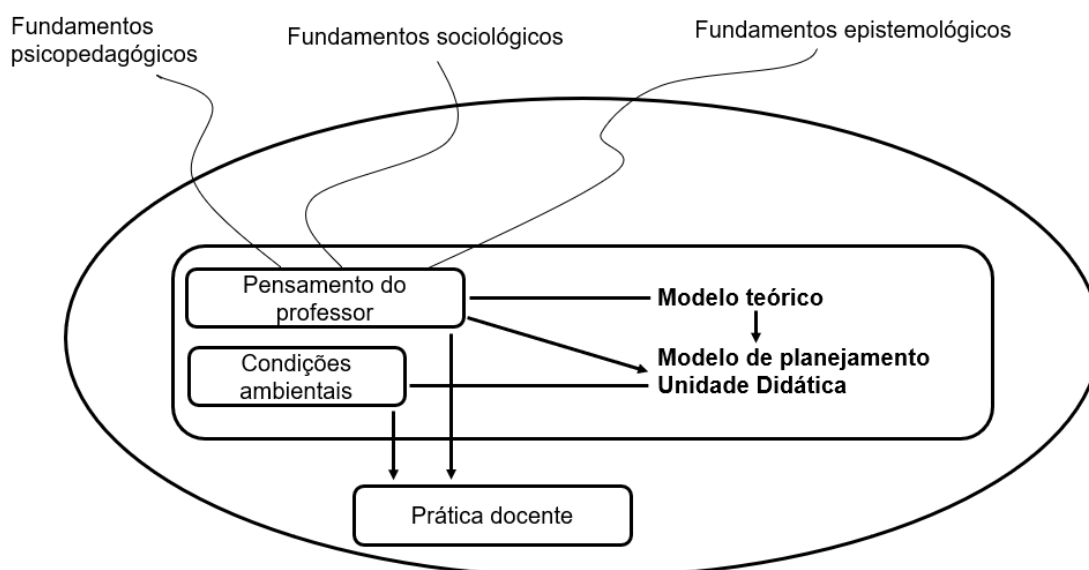 Fundamentos
psicopedagógicos
Fundamentos sociológicos
Fundamentos epistemológicos
Pensamento do
professor
Modelo teórico
Condições
ambientais
Modelo de planejamento
Unidade Didática
Prática docente